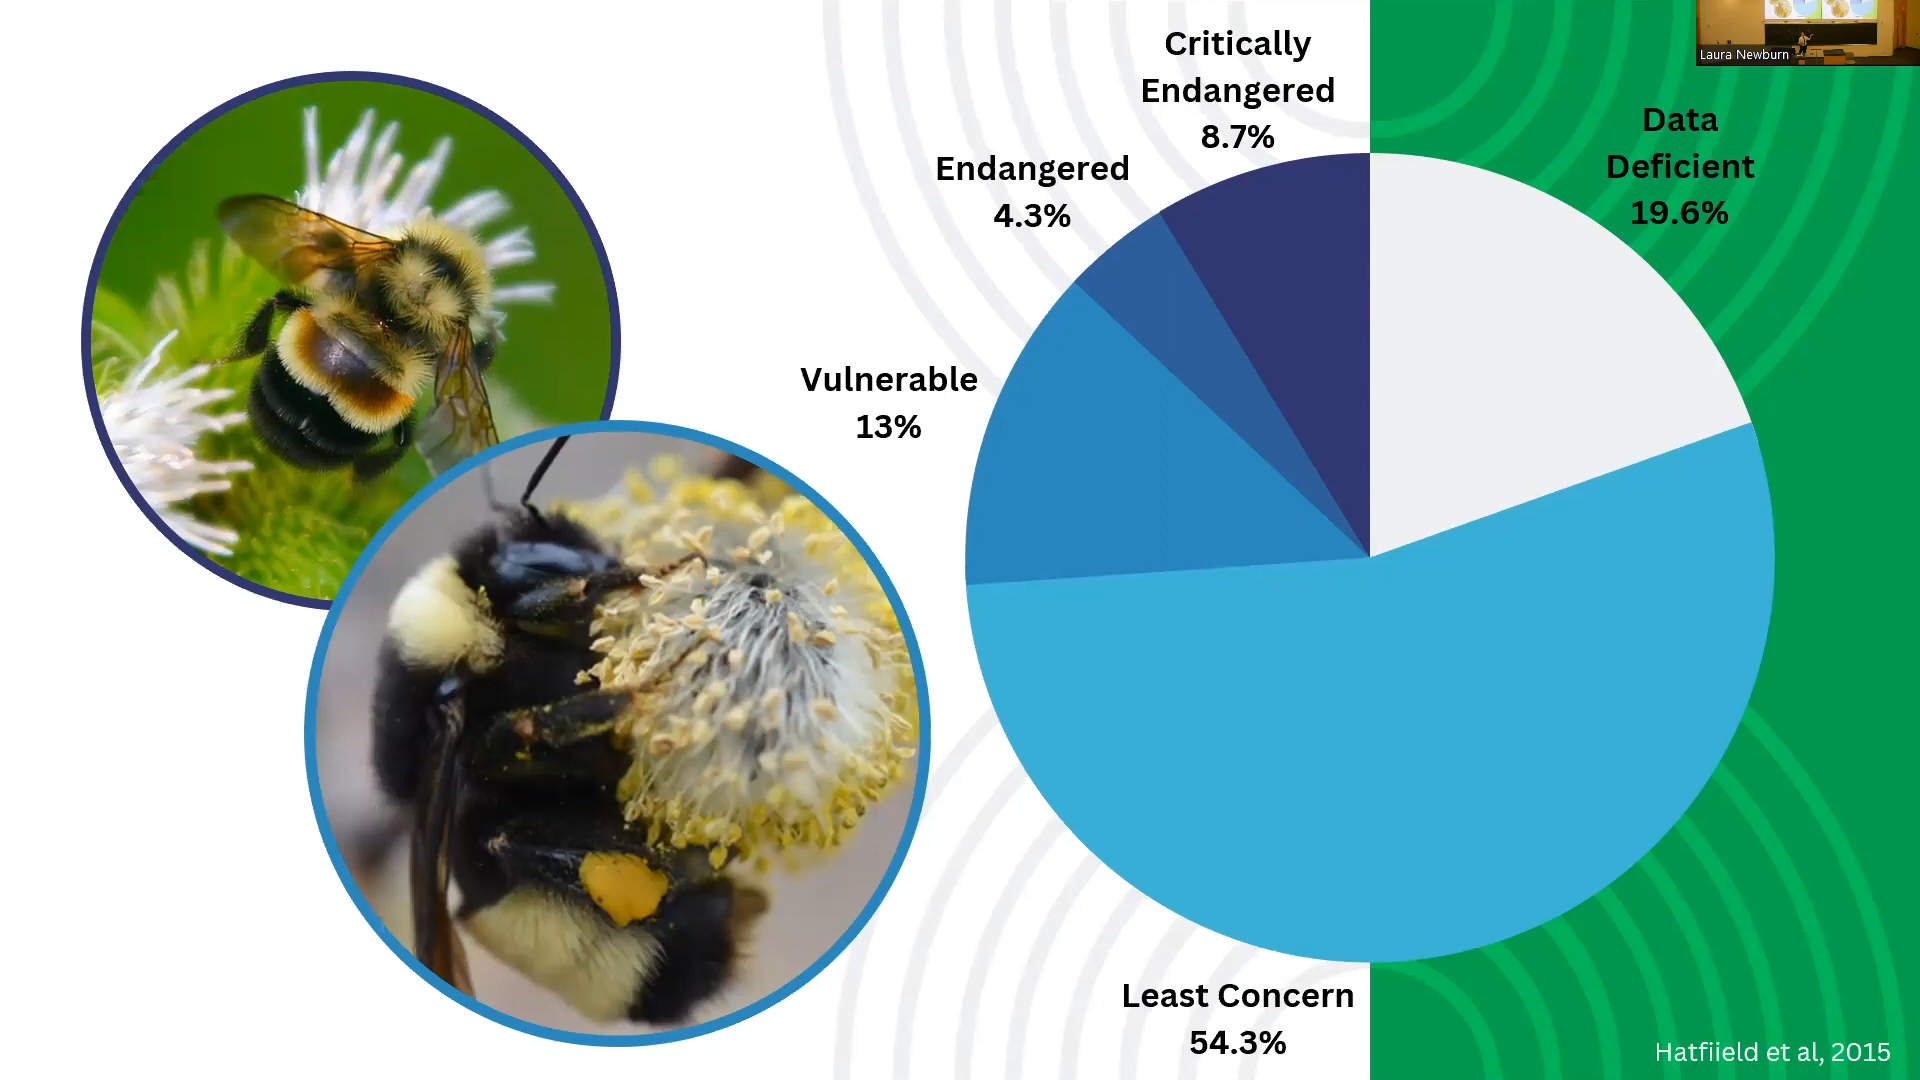 Laura Newburn
Critically
Endangered
8.7%
Data
Deficient
19.6%
Endangered
4.3%
Vulnerable
13%
Least Concern
54.3%
Hatfiield et al, 2015